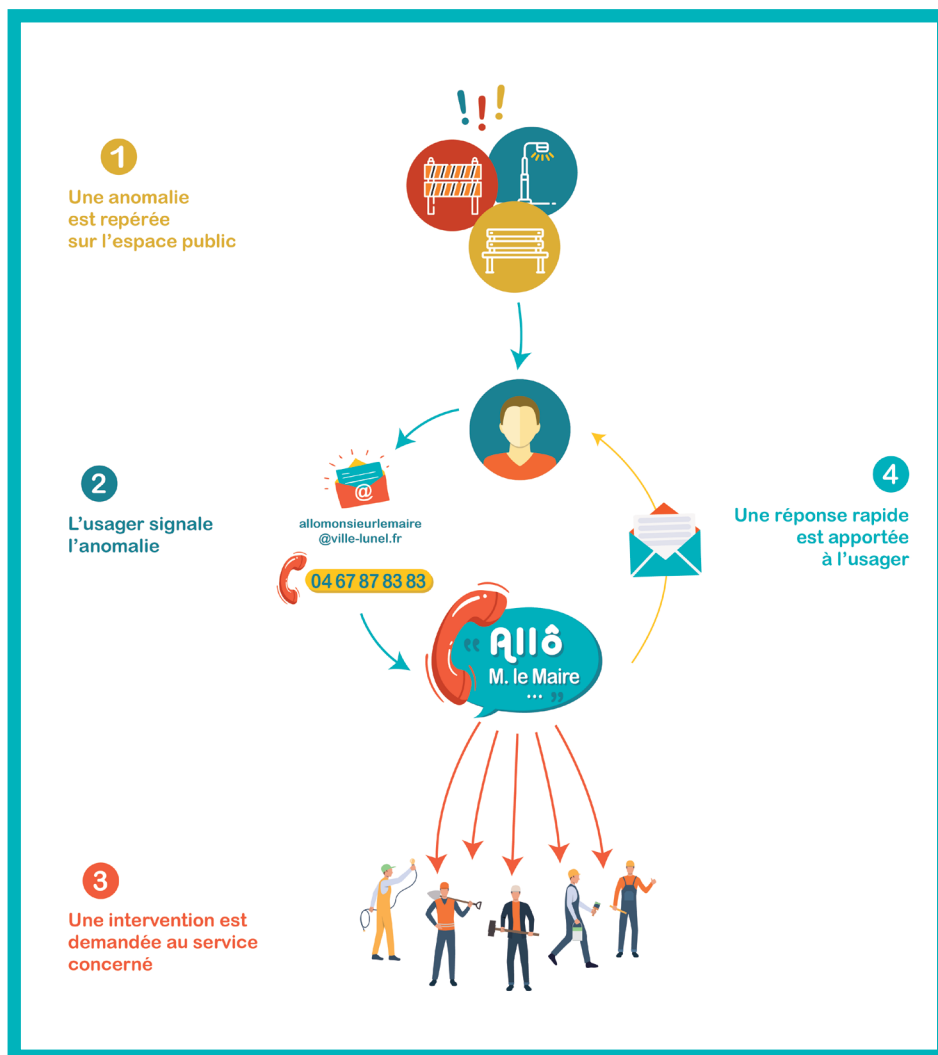 1
Une anomalie
est repérée
sur l'espace public
2
L'usager signale
l'anomalie
@
allomonsieurlemaire
@ville-lunel.fr
04 67 87 83 83
4
Une réponse rapide
est apportée
à l'usager
“ Allô
M. le Maire
... ”
3
Une intervention est
demandée au service
concerné